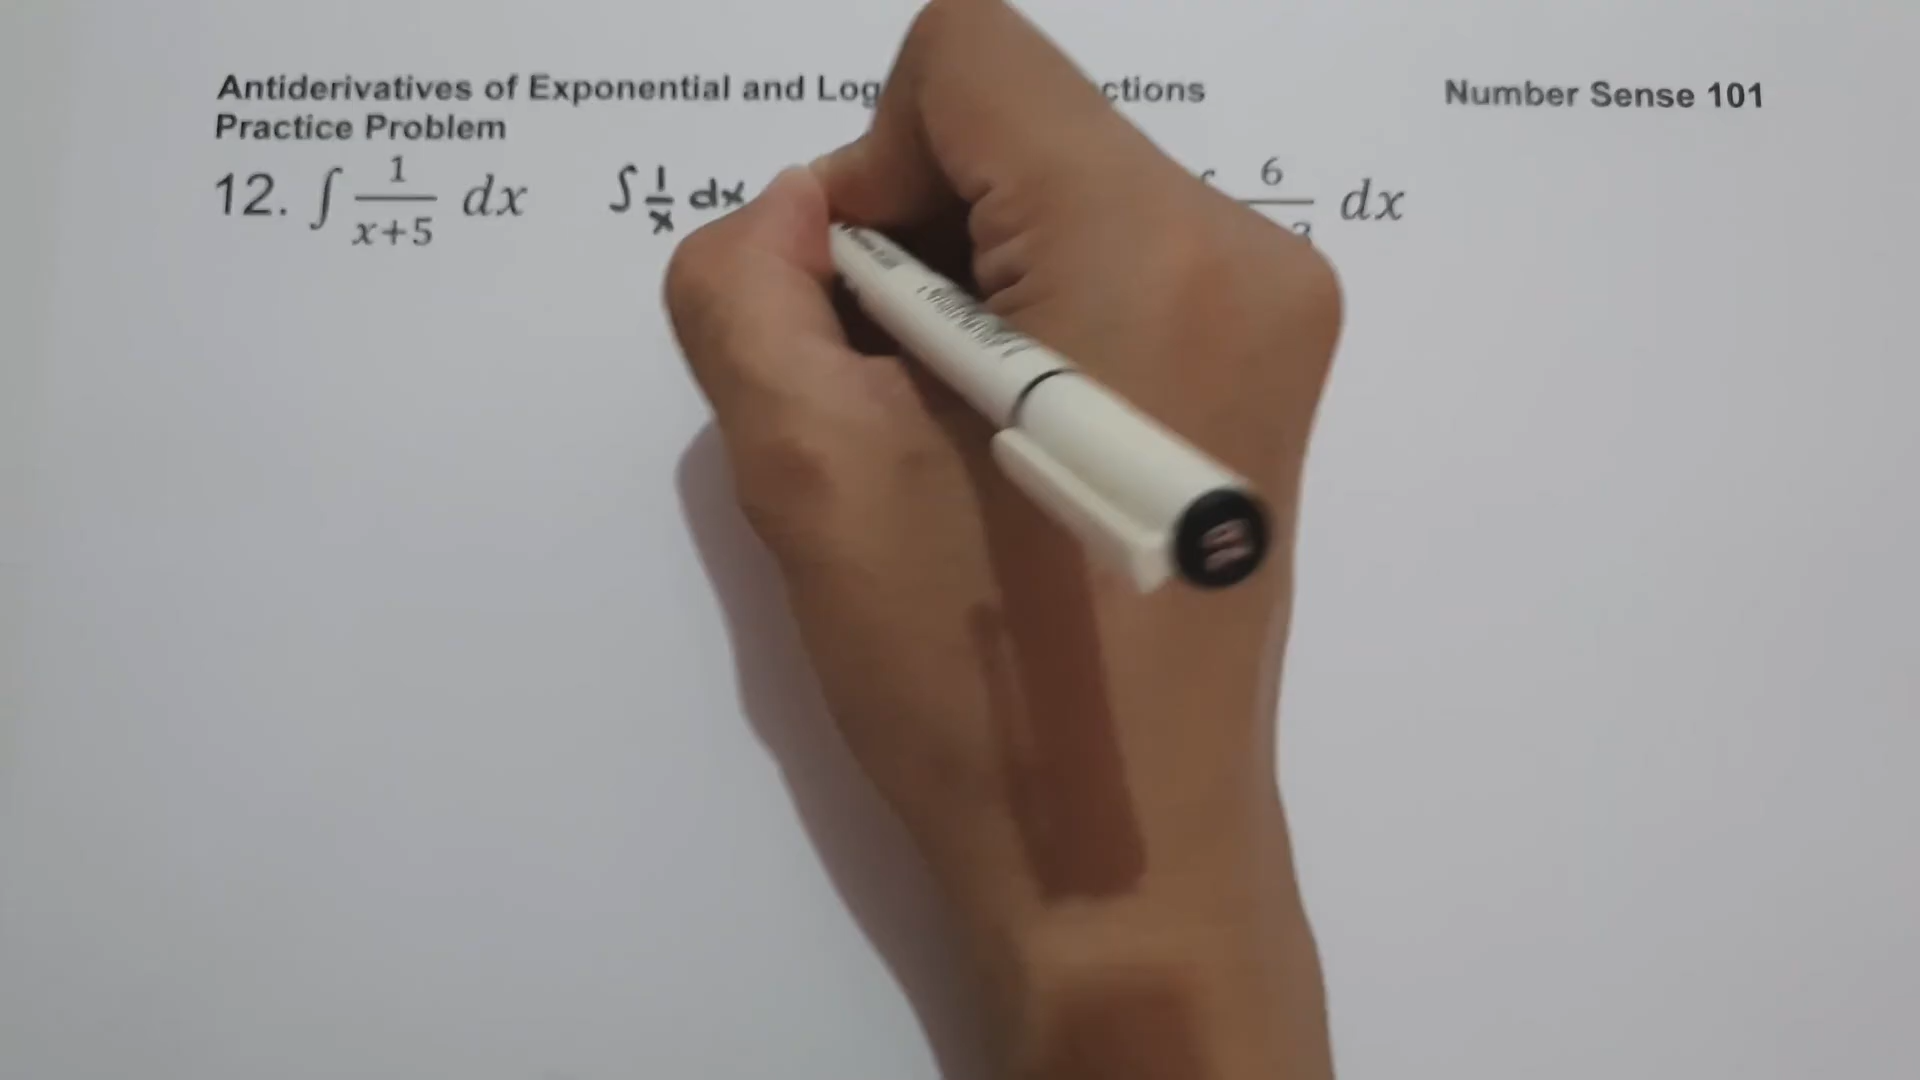 Antiderivatives of Exponential and Log ctions Number Sense 101
Practice Problem
12. ∫ 1/(x+5) dx ∫ 1/x dx 6 dx